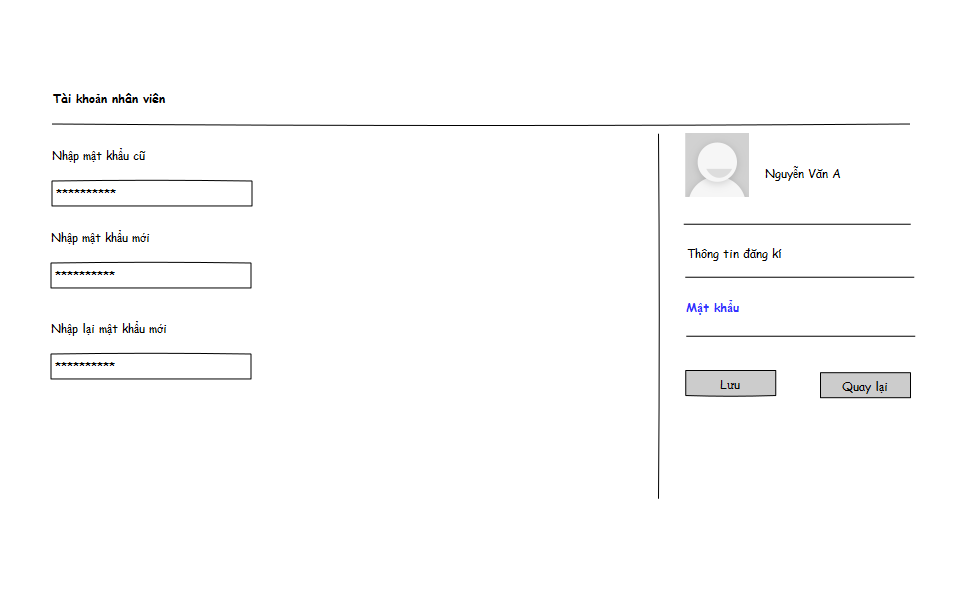 Tài khoản nhân viên
Nhập mật khẩu cũ
**********
Nhập mật khẩu mới
**********
Nhập lại mật khẩu mới
**********
Nguyễn Văn A
Thông tin đăng kí
Mật khẩu
Lưu
Quay lại